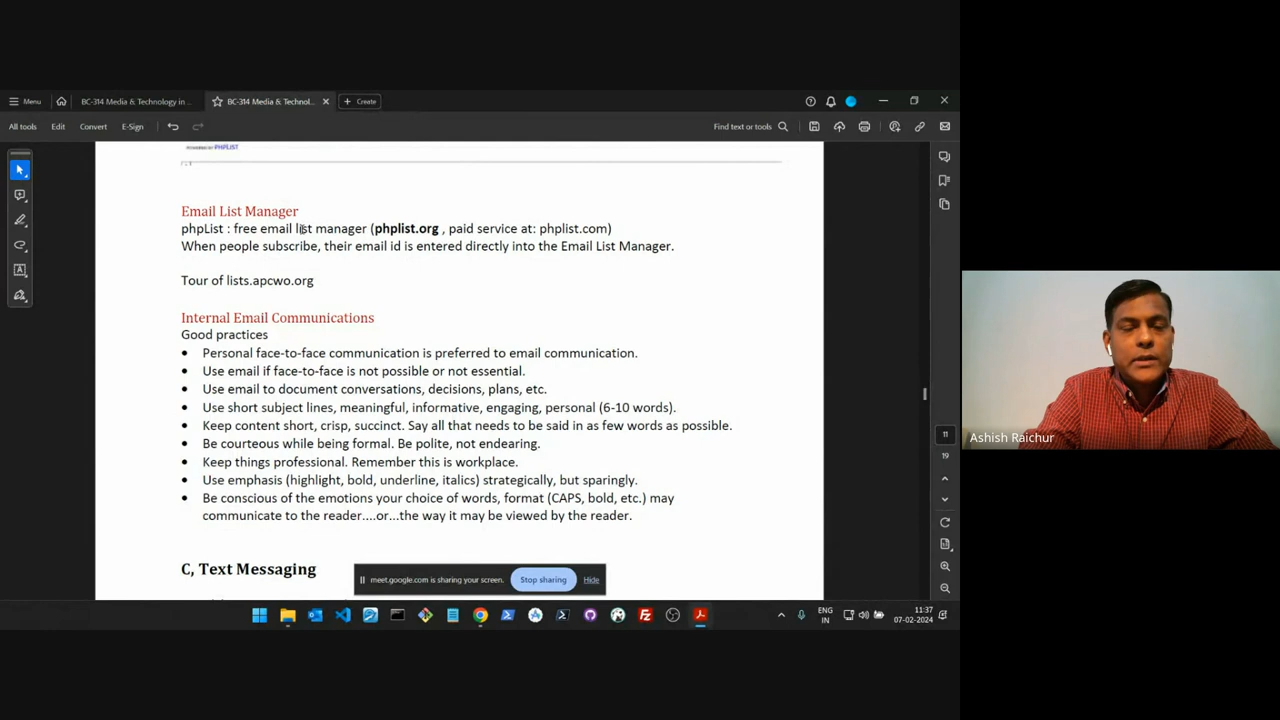 Menu
BC-314 Media & Technology in ...
BC-314 Media & Technol...
Create
All tools
Edit
Convert
E-Sign
Find text or tools
POWERED BY PHPLIST
Email List Manager
phpList : free email list manager (phplist.org , paid service at: phplist.com)
When people subscribe, their email id is entered directly into the Email List Manager.
Tour of lists.apcwo.org
Internal Email Communications
Good practices
• Personal face-to-face communication is preferred to email communication.
• Use email if face-to-face is not possible or not essential.
• Use email to document conversations, decisions, plans, etc.
• Use short subject lines, meaningful, informative, engaging, personal (6-10 words).
• Keep content short, crisp, succinct. Say all that needs to be said in as few words as possible.
• Be courteous while being formal. Be polite, not endearing.
• Keep things professional. Remember this is workplace.
• Use emphasis (highlight, bold, underline, italics) strategically, but sparingly.
• Be conscious of the emotions your choice of words, format (CAPS, bold, etc.) may
communicate to the reader....or...the way it may be viewed by the reader.
C, Text Messaging
meet.google.com is sharing your screen.
Stop sharing
Hide
11
19
ENG
IN
11:37
07-02-2024
Ashish Raichur